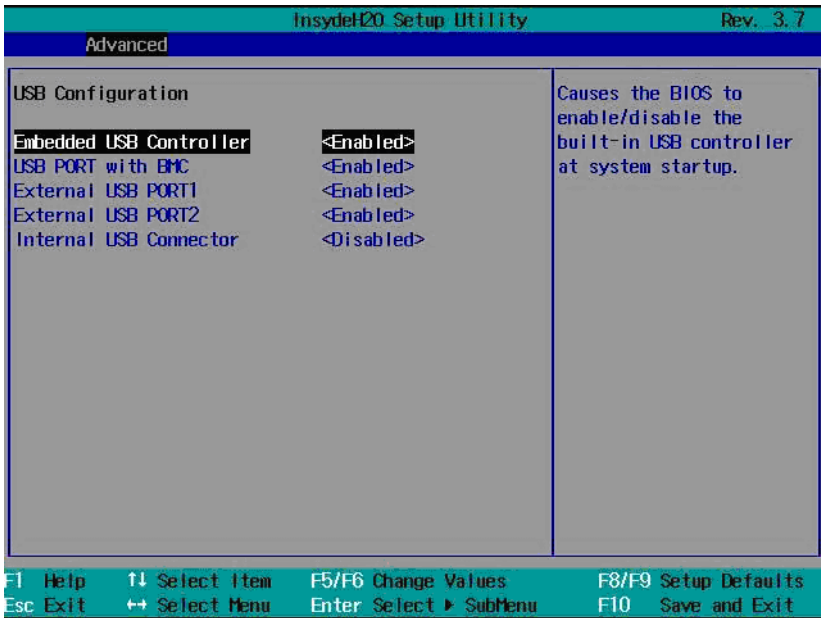 InsydeH20 Setup Utility Rev. 3.7
Advanced
USB Configuration
Embedded USB Controller <Enabled>
USB PORT with BMC <Enabled>
External USB PORT1 <Enabled>
External USB PORT2 <Enabled>
Internal USB Connector <Disabled>
Causes the BIOS to
enable/disable the
built-in USB controller
at system startup.
F1 Help ↑↓ Select Item F5/F6 Change Values F8/F9 Setup Defaults
Esc Exit ↔ Select Menu Enter Select ▶ SubMenu F10 Save and Exit